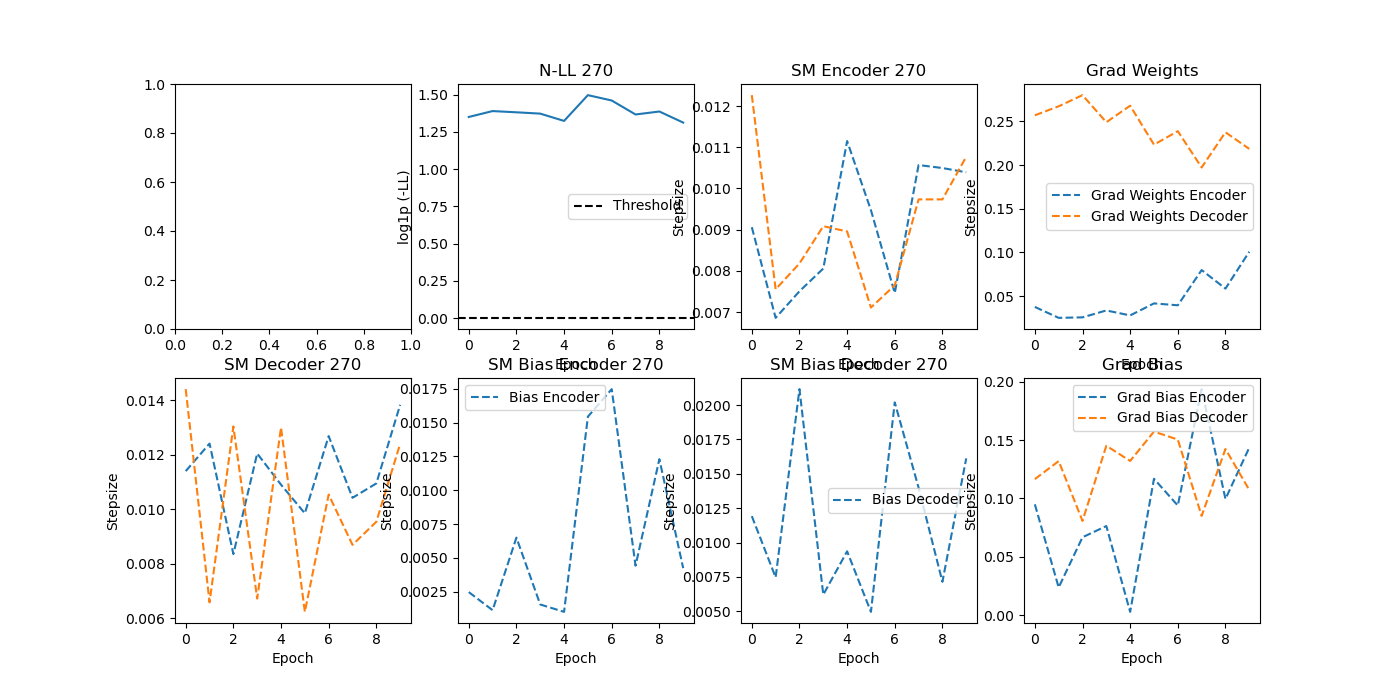 1.0
0.8
0.6
0.4
0.2
0.0
0.0 0.2 0.4 0.6 0.8 1.0
N-LL 270
log1p (-LL)
1.50
1.25
1.00
0.75
0.50
0.25
0.00
Threshold
0 2 4 6 8
Epoch
SM Encoder 270
Stepsize
0.012
0.011
0.010
0.009
0.008
0.007
0 2 4 6 8
Epoch
Grad Weights
Stepsize
0.25
0.20
0.15
0.10
0.05
Grad Weights Encoder
Grad Weights Decoder
0 2 4 6 8
Epoch
SM Decoder 270
Stepsize
0.014
0.012
0.010
0.008
0.006
0 2 4 6 8
Epoch
SM Bias Encoder 270
Stepsize
0.0175
0.0150
0.0125
0.0100
0.0075
0.0050
0.0025
Bias Encoder
0 2 4 6 8
Epoch
SM Bias Decoder 270
Stepsize
0.0200
0.0175
0.0150
0.0125
0.0100
0.0075
0.0050
Bias Decoder
0 2 4 6 8
Epoch
Grad Bias
Stepsize
0.20
0.15
0.10
0.05
0.00
Grad Bias Encoder
Grad Bias Decoder
0 2 4 6 8
Epoch